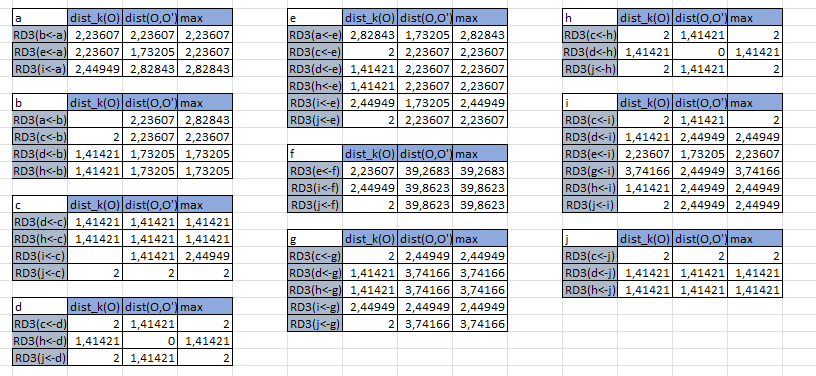 a dist_k(O) dist(O,O') max
RD3(b<-a) 2,23607 2,23607 2,23607
RD3(e<-a) 2,23607 1,73205 2,23607
RD3(i<-a) 2,44949 2,82843 2,82843
b dist_k(O) dist(O,O') max
RD3(a<-b) 2,23607 2,82843
RD3(c<-b) 2 2,23607 2,23607
RD3(d<-b) 1,41421 1,73205 1,73205
RD3(h<-b) 1,41421 1,73205 1,73205
c dist_k(O) dist(O,O') max
RD3(d<-c) 1,41421 1,41421 1,41421
RD3(h<-c) 1,41421 1,41421 1,41421
RD3(i<-c) 1,41421 2,44949
RD3(j<-c) 2 2 2
d dist_k(O) dist(O,O') max
RD3(c<-d) 2 1,41421 2
RD3(h<-d) 1,41421 0 1,41421
RD3(j<-d) 2 1,41421 2
e dist_k(O) dist(O,O') max
RD3(a<-e) 2,82843 1,73205 2,82843
RD3(c<-e) 2 2,23607 2,23607
RD3(d<-e) 1,41421 2,23607 2,23607
RD3(h<-e) 1,41421 2,23607 2,23607
RD3(i<-e) 2,44949 1,73205 2,44949
RD3(j<-e) 2 2,23607 2,23607
f dist_k(O) dist(O,O') max
RD3(e<-f) 2,23607 39,2683 39,2683
RD3(i<-f) 2,44949 39,8623 39,8623
RD3(j<-f) 2 39,8623 39,8623
g dist_k(O) dist(O,O') max
RD3(c<-g) 2 2,44949 2,44949
RD3(d<-g) 1,41421 3,74166 3,74166
RD3(h<-g) 1,41421 3,74166 3,74166
RD3(i<-g) 2,44949 2,44949 2,44949
RD3(j<-g) 2 3,74166 3,74166
h dist_k(O) dist(O,O') max
RD3(c<-h) 2 1,41421 2
RD3(d<-h) 1,41421 0 1,41421
RD3(j<-h) 2 1,41421 2
i dist_k(O) dist(O,O') max
RD3(c<-i) 2 1,41421 2
RD3(d<-i) 1,41421 2,44949 2,44949
RD3(e<-i) 2,23607 1,73205 2,23607
RD3(g<-i) 3,74166 2,44949 3,74166
RD3(h<-i) 1,41421 2,44949 2,44949
RD3(j<-i) 2 2,44949 2,44949
j dist_k(O) dist(O,O') max
RD3(c<-j) 2 2 2
RD3(d<-j) 1,41421 1,41421 1,41421
RD3(h<-j) 1,41421 1,41421 1,41421